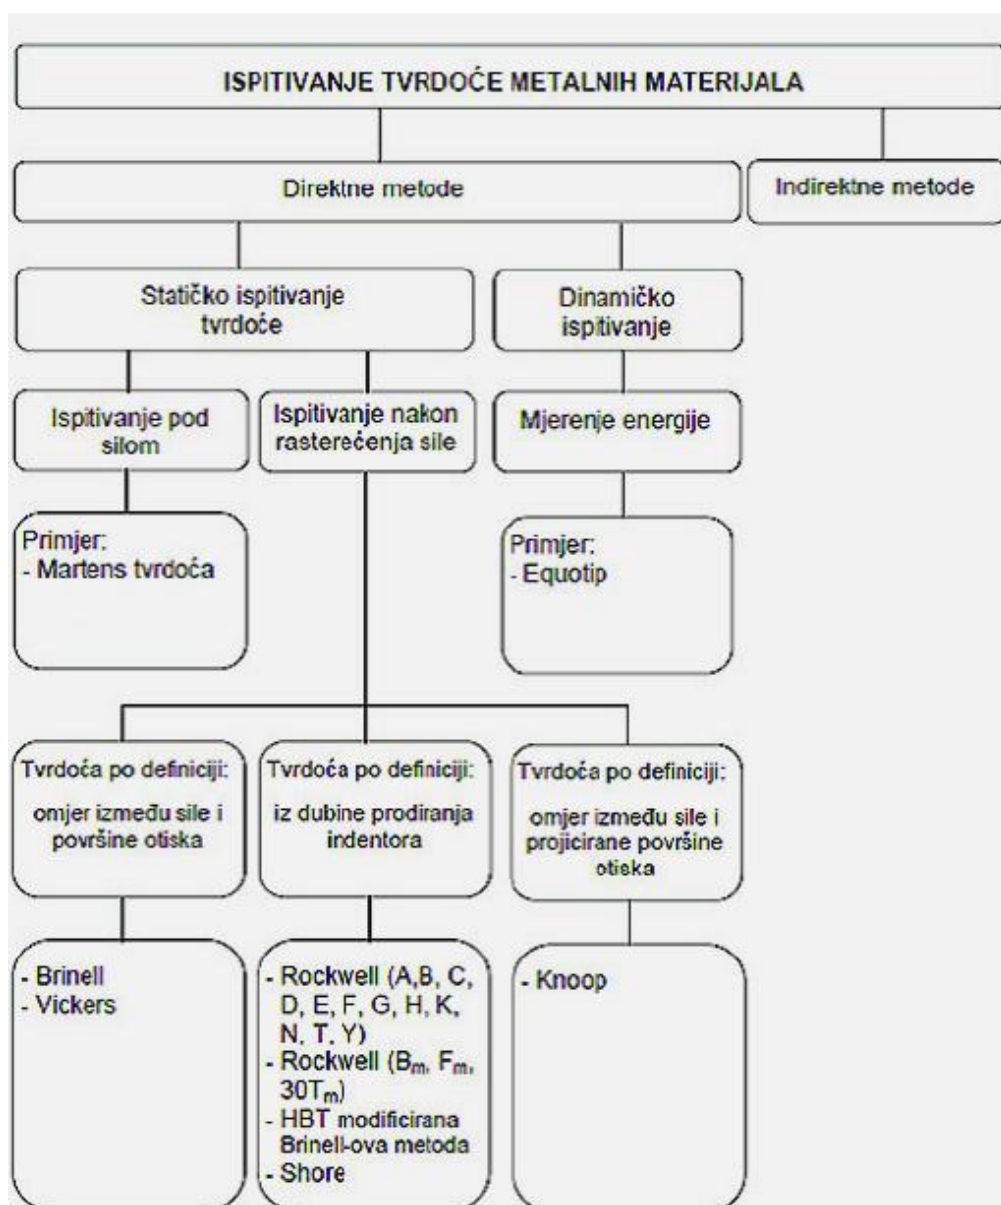 ISPITIVANJE TVRDOĆE METALNIH MATERIJALA
Direktne metode
Indirektne metode
Statičko ispitivanje
tvrdoće
Dinamičko
ispitivanje
Ispitivanje pod
silom
Ispitivanje nakon
rasterećenja sile
Mjerenje energije
Primjer:
- Martens tvrdoća
Primjer:
- Equotip
Tvrdoća po definiciji:
omjer između sile i
površine otiska
Tvrdoća po definiciji:
iz dubine prodiranja
indentora
Tvrdoća po definiciji:
omjer između sile i
projicirane površine
otiska
- Brinell
- Vickers
- Rockwell (A,B, C,
D, E, F, G, H, K,
N, T, Y)
- Rockwell (Bm, Fm,
30Tm)
- HBT modificirana
Brinell-ova metoda
- Shore
- Knoop